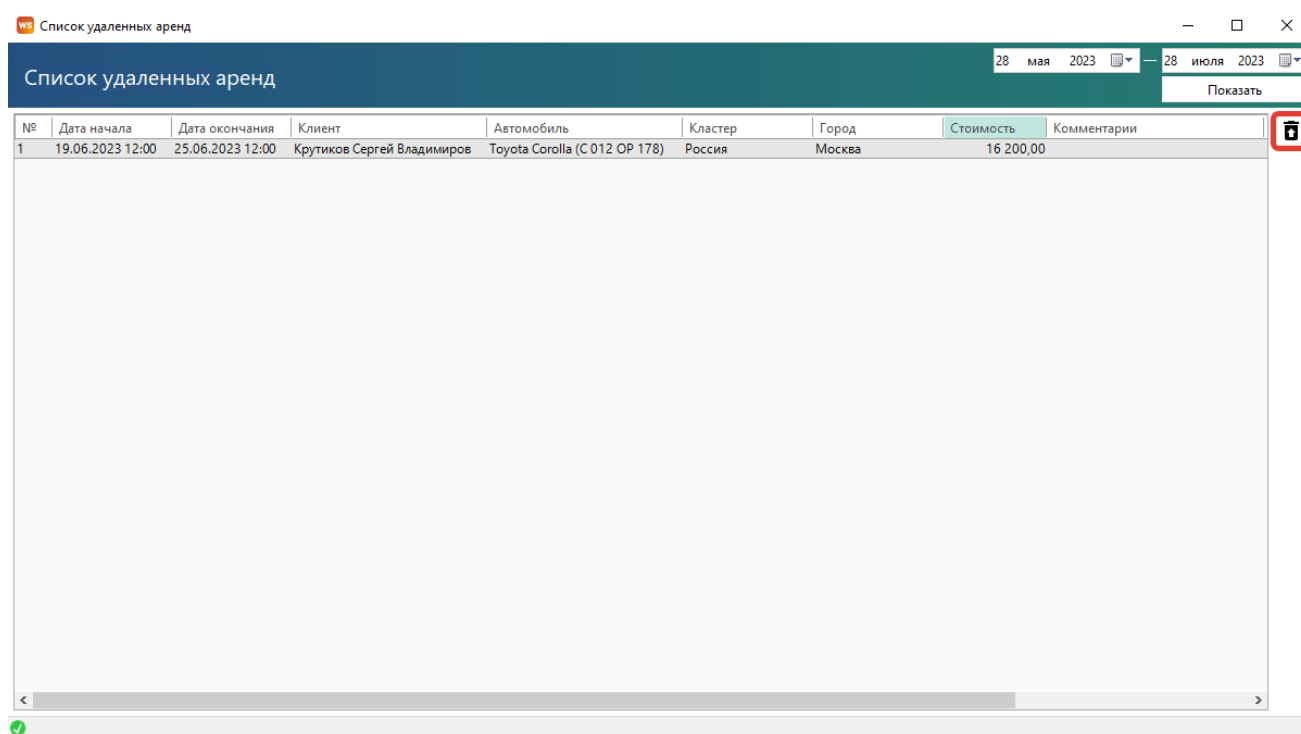 WS Список удаленных аренд
Список удаленных аренд
28 мая 2023 — 28 июля 2023
Показать
№ Дата начала Дата окончания Клиент Автомобиль Кластер Город Стоимость Комментарии
1 19.06.2023 12:00 25.06.2023 12:00 Крутиков Сергей Владимиров Toyota Corolla (С 012 ОР 178) Россия Москва 16 200,00